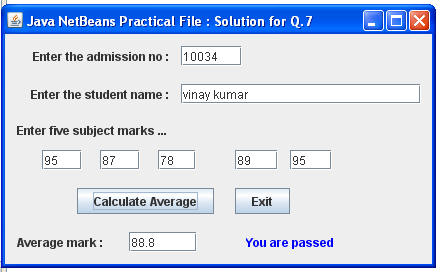 Java NetBeans Practical File : Solution for Q.7
Enter the admission no : 10034
Enter the student name : vinay kumar
Enter five subject marks ...
95 87 78 89 95
Calculate Average Exit
Average mark : 88.8 You are passed